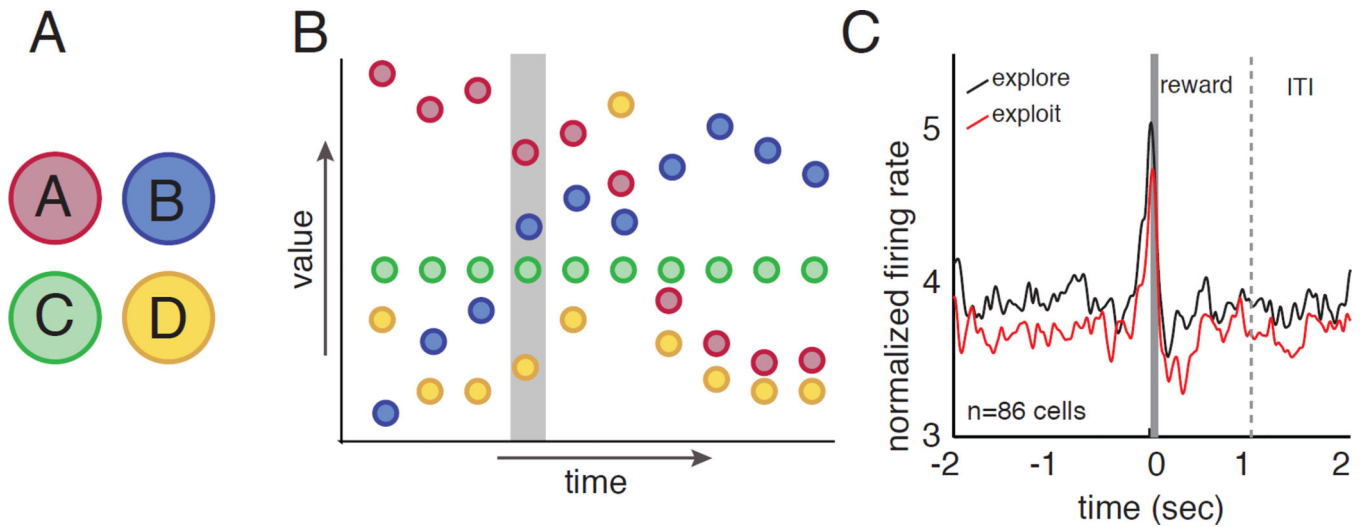 A
A
B
C
D
B
value
time
C
normalized firing rate
explore
exploit
reward
ITI
5
4
3
n=86 cells
-2
-1
0
1
2
time (sec)